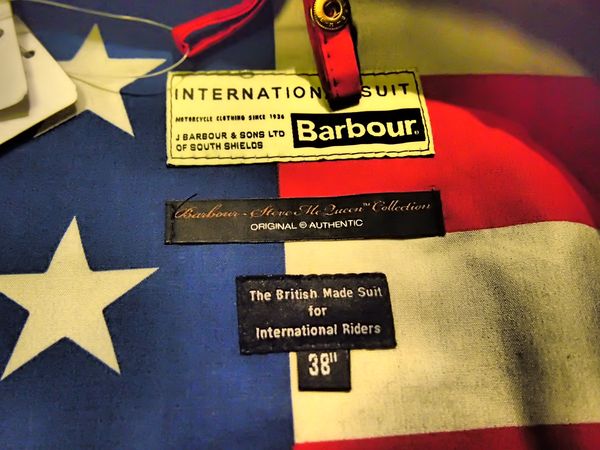 INTERNATION SUIT
MOTORCYCLE CLOTHING SINCE 1936
J BARBOUR & SONS LTD
OF SOUTH SHIELDS
Barbour®
Barbour - Steve McQueen™ Collection
ORIGINAL & AUTHENTIC
The British Made Suit
for
International Riders
38"